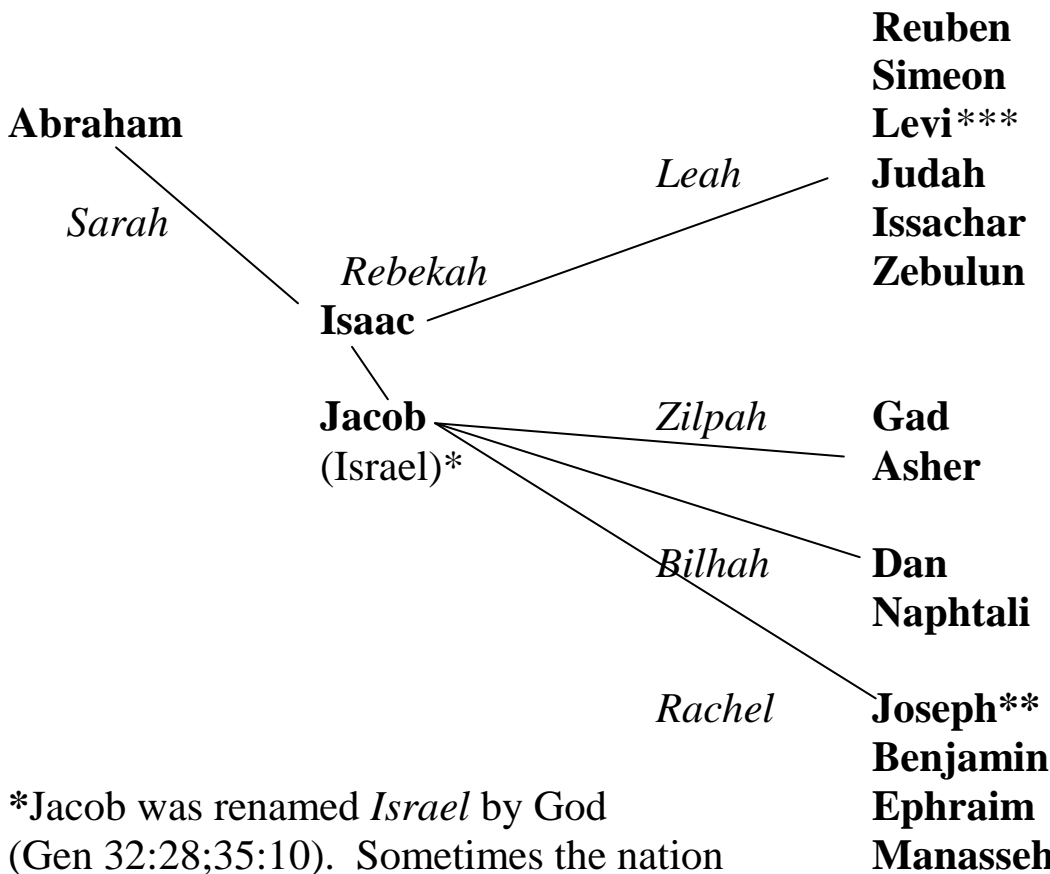 Reuben
Simeon
Abraham
Levi***
Leah
Judah
Sarah
Issachar
Rebekah
Zebulun
Isaac
Jacob
Zilpah
Gad
(Israel)*
Asher
Bilhah
Dan
Naphtali
Rachel
Joseph**
Benjamin
*Jacob was renamed Israel by God
Ephraim
(Gen 32:28;35:10). Sometimes the nation
Manasseh